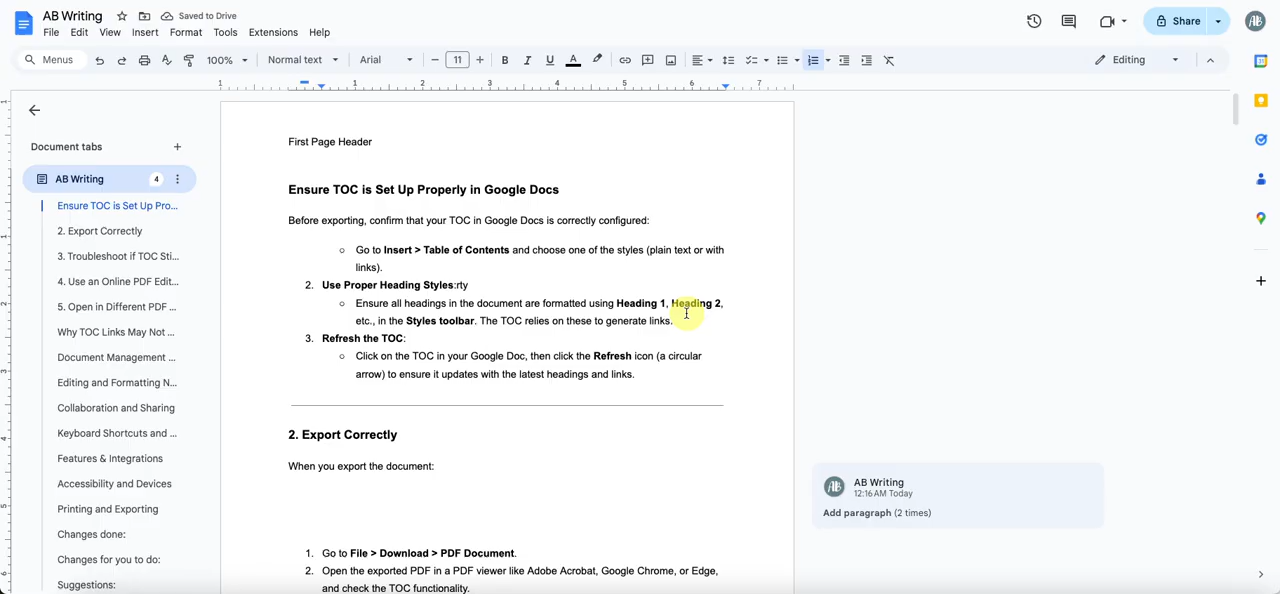 AB Writing
Saved to Drive
File Edit View Insert Format Tools Extensions Help
Share
AB
Menus
100%
Normal text
Arial
11
Editing
1 1 2 3 4 5 6 7
Document tabs
AB Writing 4
Ensure TOC is Set Up Pro...
2. Export Correctly
3. Troubleshoot if TOC Sti...
4. Use an Online PDF Edit...
5. Open in Different PDF ...
Why TOC Links May Not ...
Document Management ...
Editing and Formatting N...
Collaboration and Sharing
Keyboard Shortcuts and ...
Features & Integrations
Accessibility and Devices
Printing and Exporting
Changes done:
Changes for you to do:
Suggestions:
First Page Header
Ensure TOC is Set Up Properly in Google Docs
Before exporting, confirm that your TOC in Google Docs is correctly configured:
○ Go to Insert > Table of Contents and choose one of the styles (plain text or with
links).
2. Use Proper Heading Styles:rty
○ Ensure all headings in the document are formatted using Heading 1, Heading 2,
etc., in the Styles toolbar. The TOC relies on these to generate links.
3. Refresh the TOC:
○ Click on the TOC in your Google Doc, then click the Refresh icon (a circular
arrow) to ensure it updates with the latest headings and links.
2. Export Correctly
When you export the document:
1. Go to File > Download > PDF Document.
2. Open the exported PDF in a PDF viewer like Adobe Acrobat, Google Chrome, or Edge,
and check the TOC functionality.
AB
AB Writing
12:16 AM Today
Add paragraph (2 times)